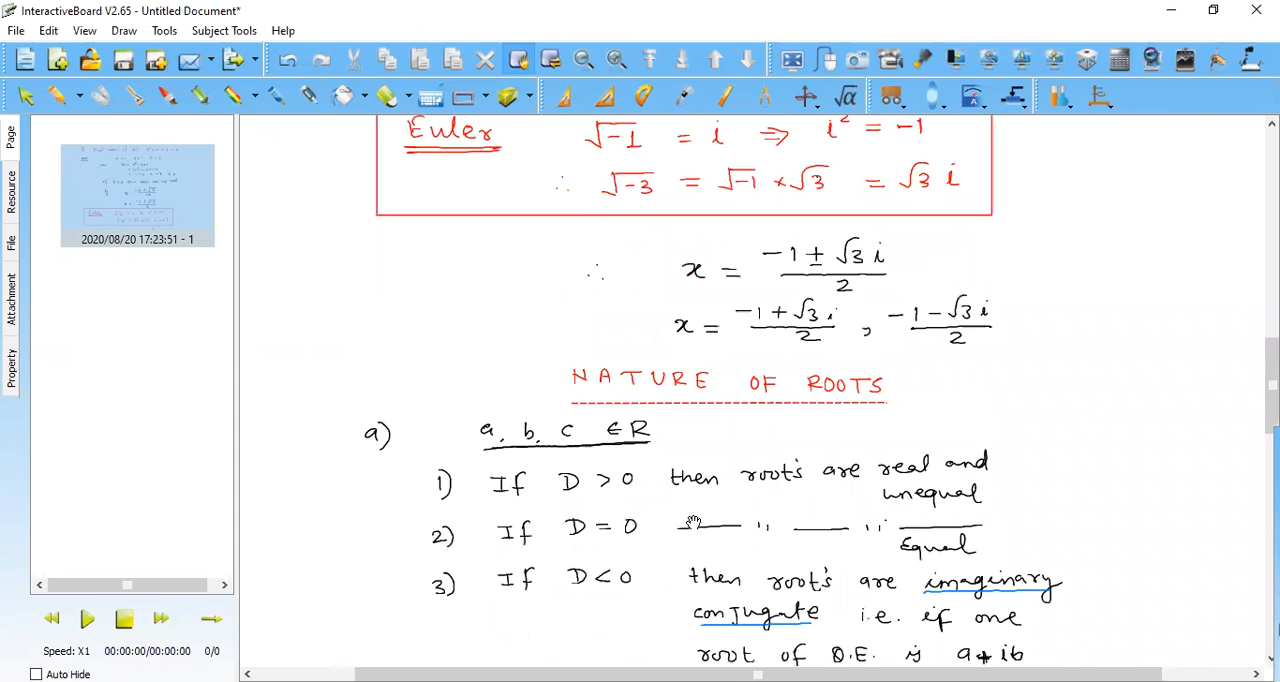 InteractiveBoard V2.65 - Untitled Document*
File Edit View Draw Tools Subject Tools Help
Page
Resource
File
Attachment
Property
2020/08/20 17:23:51 - 1
Speed: X1 00:00:00/00:00:00 0/0
Auto Hide
Euler √-1 = i ⇒ i² = -1
∴ √-3 = √-1 × √3 = √3 i
∴ x = (-1 ± √3 i)/2
x = (-1 + √3 i)/2 , (-1 - √3 i)/2
NATURE OF ROOTS
a) a, b, c ∈ R
1) If D > 0 then root's are real and
unequal
2) If D = 0 —— " —— " ——
Equal
3) If D < 0 then root's are imaginary
conjugate i.e. if one
root of Q.E. is a+ib